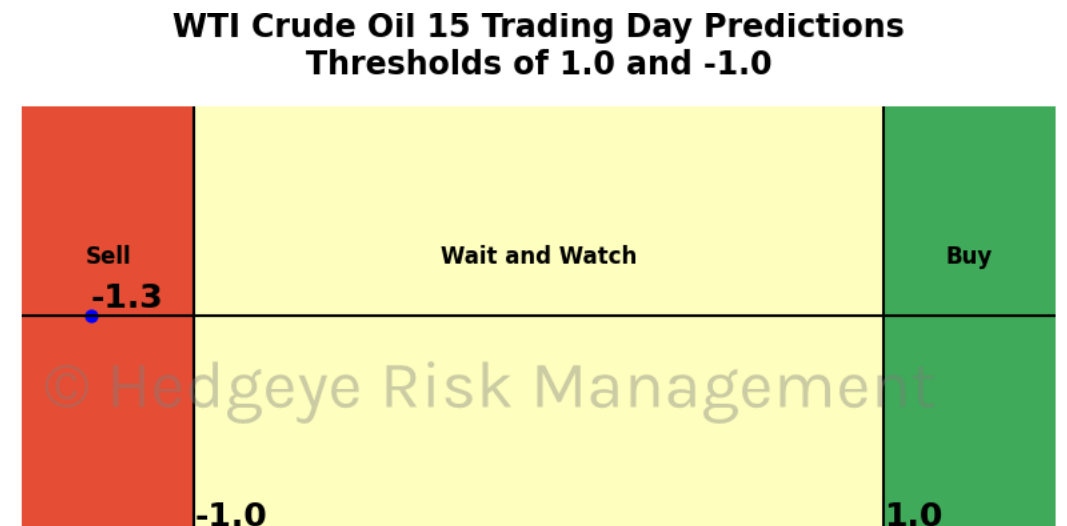 WTI Crude Oil 15 Trading Day Predictions
Thresholds of 1.0 and -1.0
Sell
Wait and Watch
Buy
-1.3
© Hedgeye Risk Management
-1.0
1.0